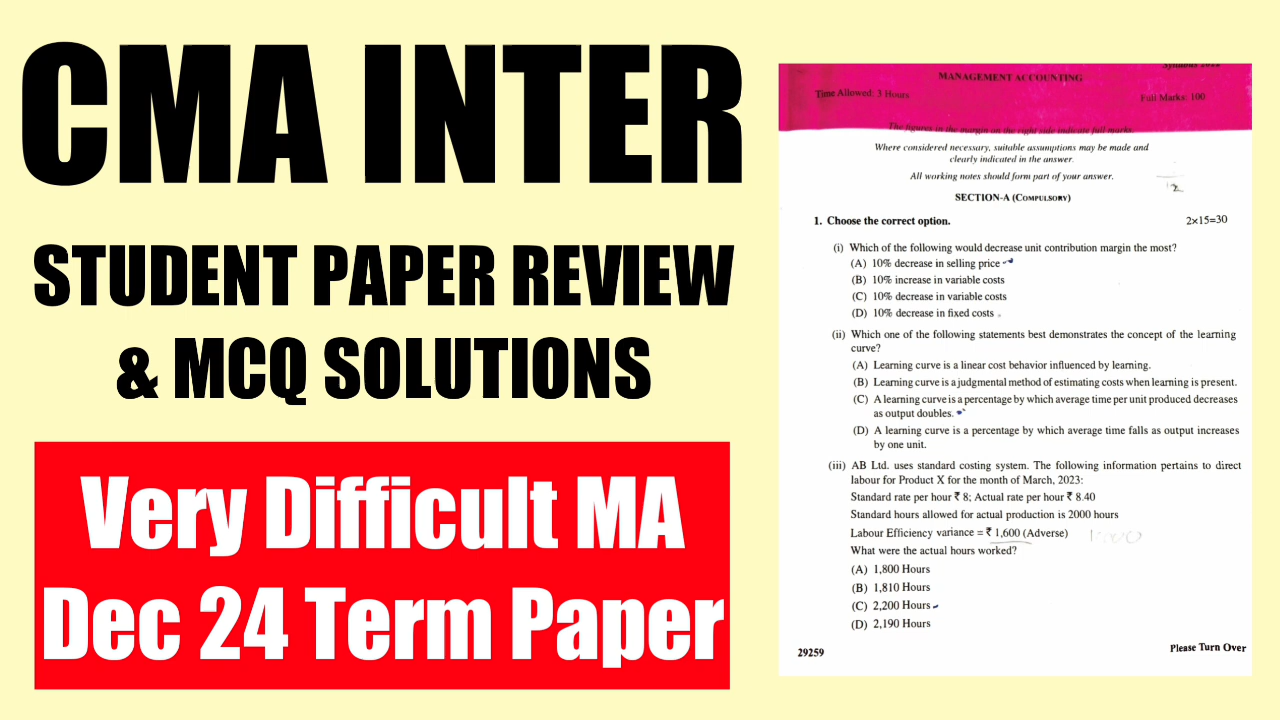 CMA INTER
STUDENT PAPER REVIEW
& MCQ SOLUTIONS
Very Difficult MA
Dec 24 Term Paper
Syllabus 2022
MANAGEMENT ACCOUNTING
Time Allowed: 3 Hours
Full Marks: 100
The figures in the margin on the right side indicate full marks.
Where considered necessary, suitable assumptions may be made and
clearly indicated in the answer.
All working notes should form part of your answer.
SECTION-A (COMPULSORY)
1. Choose the correct option. 2×15=30
(i) Which of the following would decrease unit contribution margin the most?
(A) 10% decrease in selling price
(B) 10% increase in variable costs
(C) 10% decrease in variable costs
(D) 10% decrease in fixed costs
(ii) Which one of the following statements best demonstrates the concept of the learning
curve?
(A) Learning curve is a linear cost behavior influenced by learning.
(B) Learning curve is a judgmental method of estimating costs when learning is present.
(C) A learning curve is a percentage by which average time per unit produced decreases
as output doubles.
(D) A learning curve is a percentage by which average time falls as output increases
by one unit.
(iii) AB Ltd. uses standard costing system. The following information pertains to direct
labour for Product X for the month of March, 2023:
Standard rate per hour ₹ 8; Actual rate per hour ₹ 8.40
Standard hours allowed for actual production is 2000 hours
Labour Efficiency variance = ₹ 1,600 (Adverse)
What were the actual hours worked?
(A) 1,800 Hours
(B) 1,810 Hours
(C) 2,200 Hours
(D) 2,190 Hours
29259
Please Turn Over